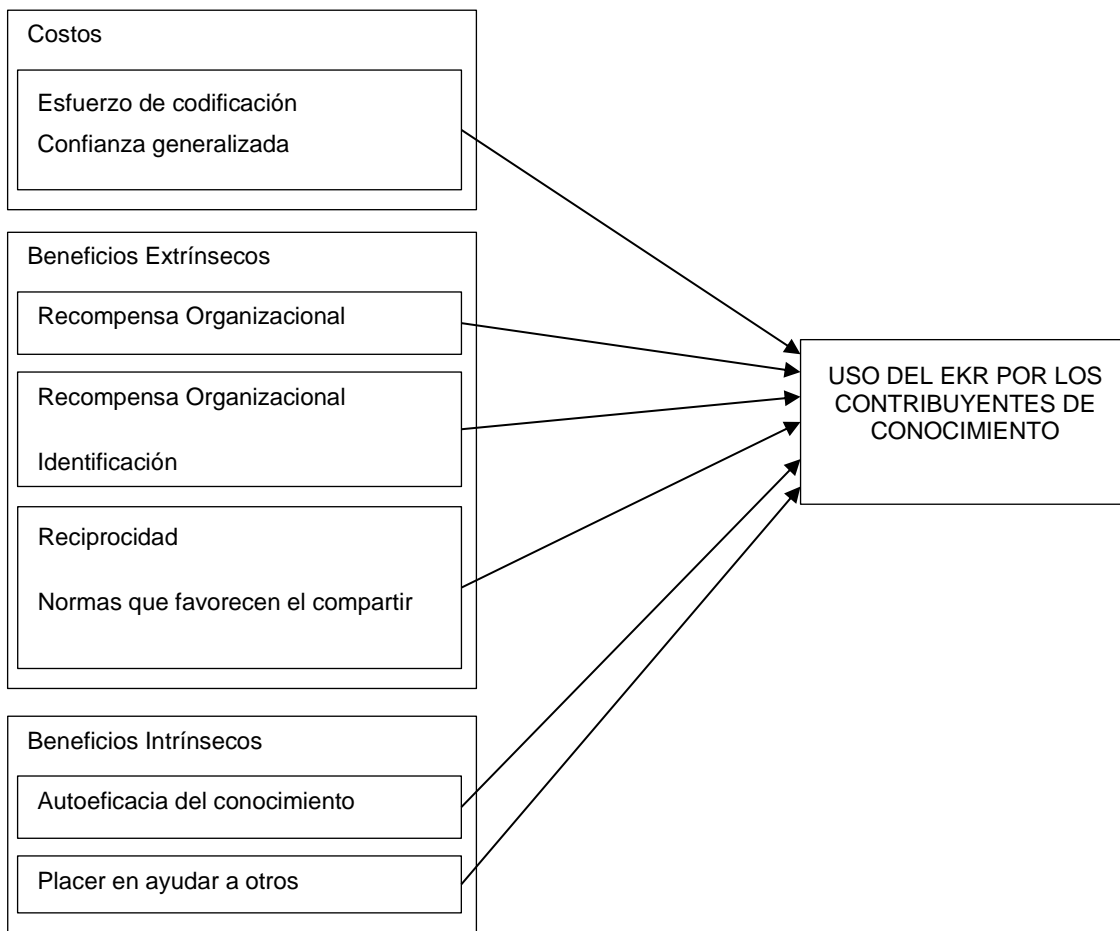 Costos
Esfuerzo de codificación
Confianza generalizada
Beneficios Extrínsecos
Recompensa Organizacional
Recompensa Organizacional
Identificación
Reciprocidad
Normas que favorecen el compartir
Beneficios Intrínsecos
Autoeficacia del conocimiento
Placer en ayudar a otros
USO DEL EKR POR LOS
CONTRIBUYENTES DE
CONOCIMIENTO